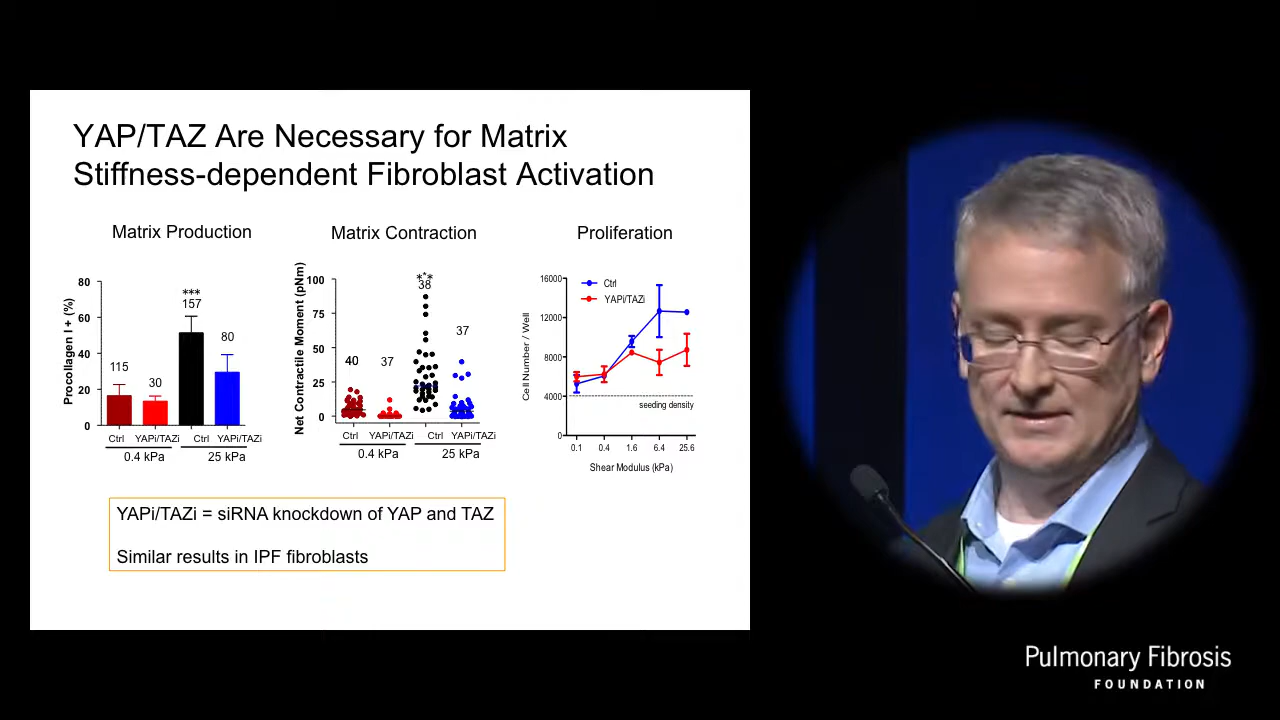 YAP/TAZ Are Necessary for Matrix
Stiffness-dependent Fibroblast Activation
Matrix Production
Procollagen I + (%)
80
60
40
20
0
115
30
***
157
80
Ctrl
YAPi/TAZi
Ctrl
YAPi/TAZi
0.4 kPa
25 kPa
Matrix Contraction
Net Contractile Moment (pNm)
100
75
50
25
0
40
37
***
38
37
Ctrl
YAPi/TAZi
Ctrl
YAPi/TAZi
0.4 kPa
25 kPa
Proliferation
Cell Number / Well
16000
12000
8000
4000
0
Ctrl
YAPi/TAZi
seeding density
0.1
0.4
1.6
6.4
25.6
Shear Modulus (kPa)
YAPi/TAZi = siRNA knockdown of YAP and TAZ
Similar results in IPF fibroblasts
Pulmonary Fibrosis
FOUNDATION